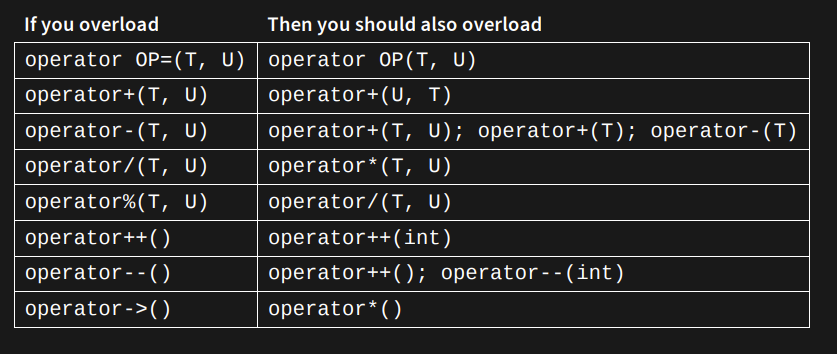 If you overload Then you should also overload
operator OP=(T, U) operator OP(T, U)
operator+(T, U) operator+(U, T)
operator-(T, U) operator+(T, U); operator+(T); operator-(T)
operator/(T, U) operator*(T, U)
operator%(T, U) operator/(T, U)
operator++() operator++(int)
operator--() operator++(); operator--(int)
operator->() operator*()